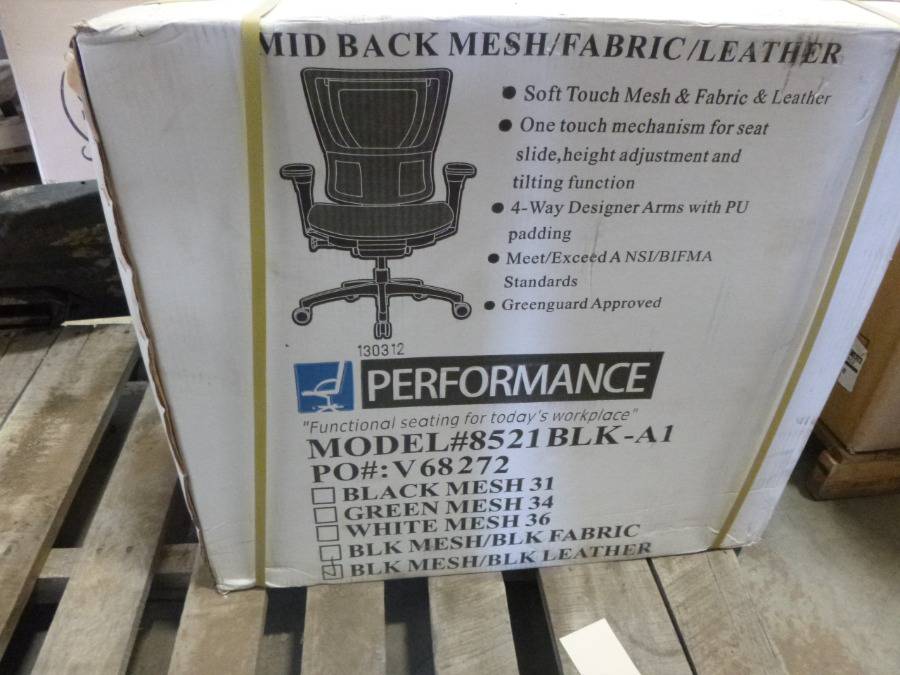 MID BACK MESH/FABRIC/LEATHER
● Soft Touch Mesh & Fabric & Leather
● One touch mechanism for seat
slide,height adjustment and
tilting function
● 4-Way Designer Arms with PU
padding
● Meet/Exceed A NSI/BIFMA
Standards
● Greenguard Approved
130312
PERFORMANCE
"Functional seating for today's workplace"
MODEL#8521BLK-A1
PO#:V68272
BLACK MESH 31
GREEN MESH 34
WHITE MESH 36
BLK MESH/BLK FABRIC
BLK MESH/BLK LEATHER